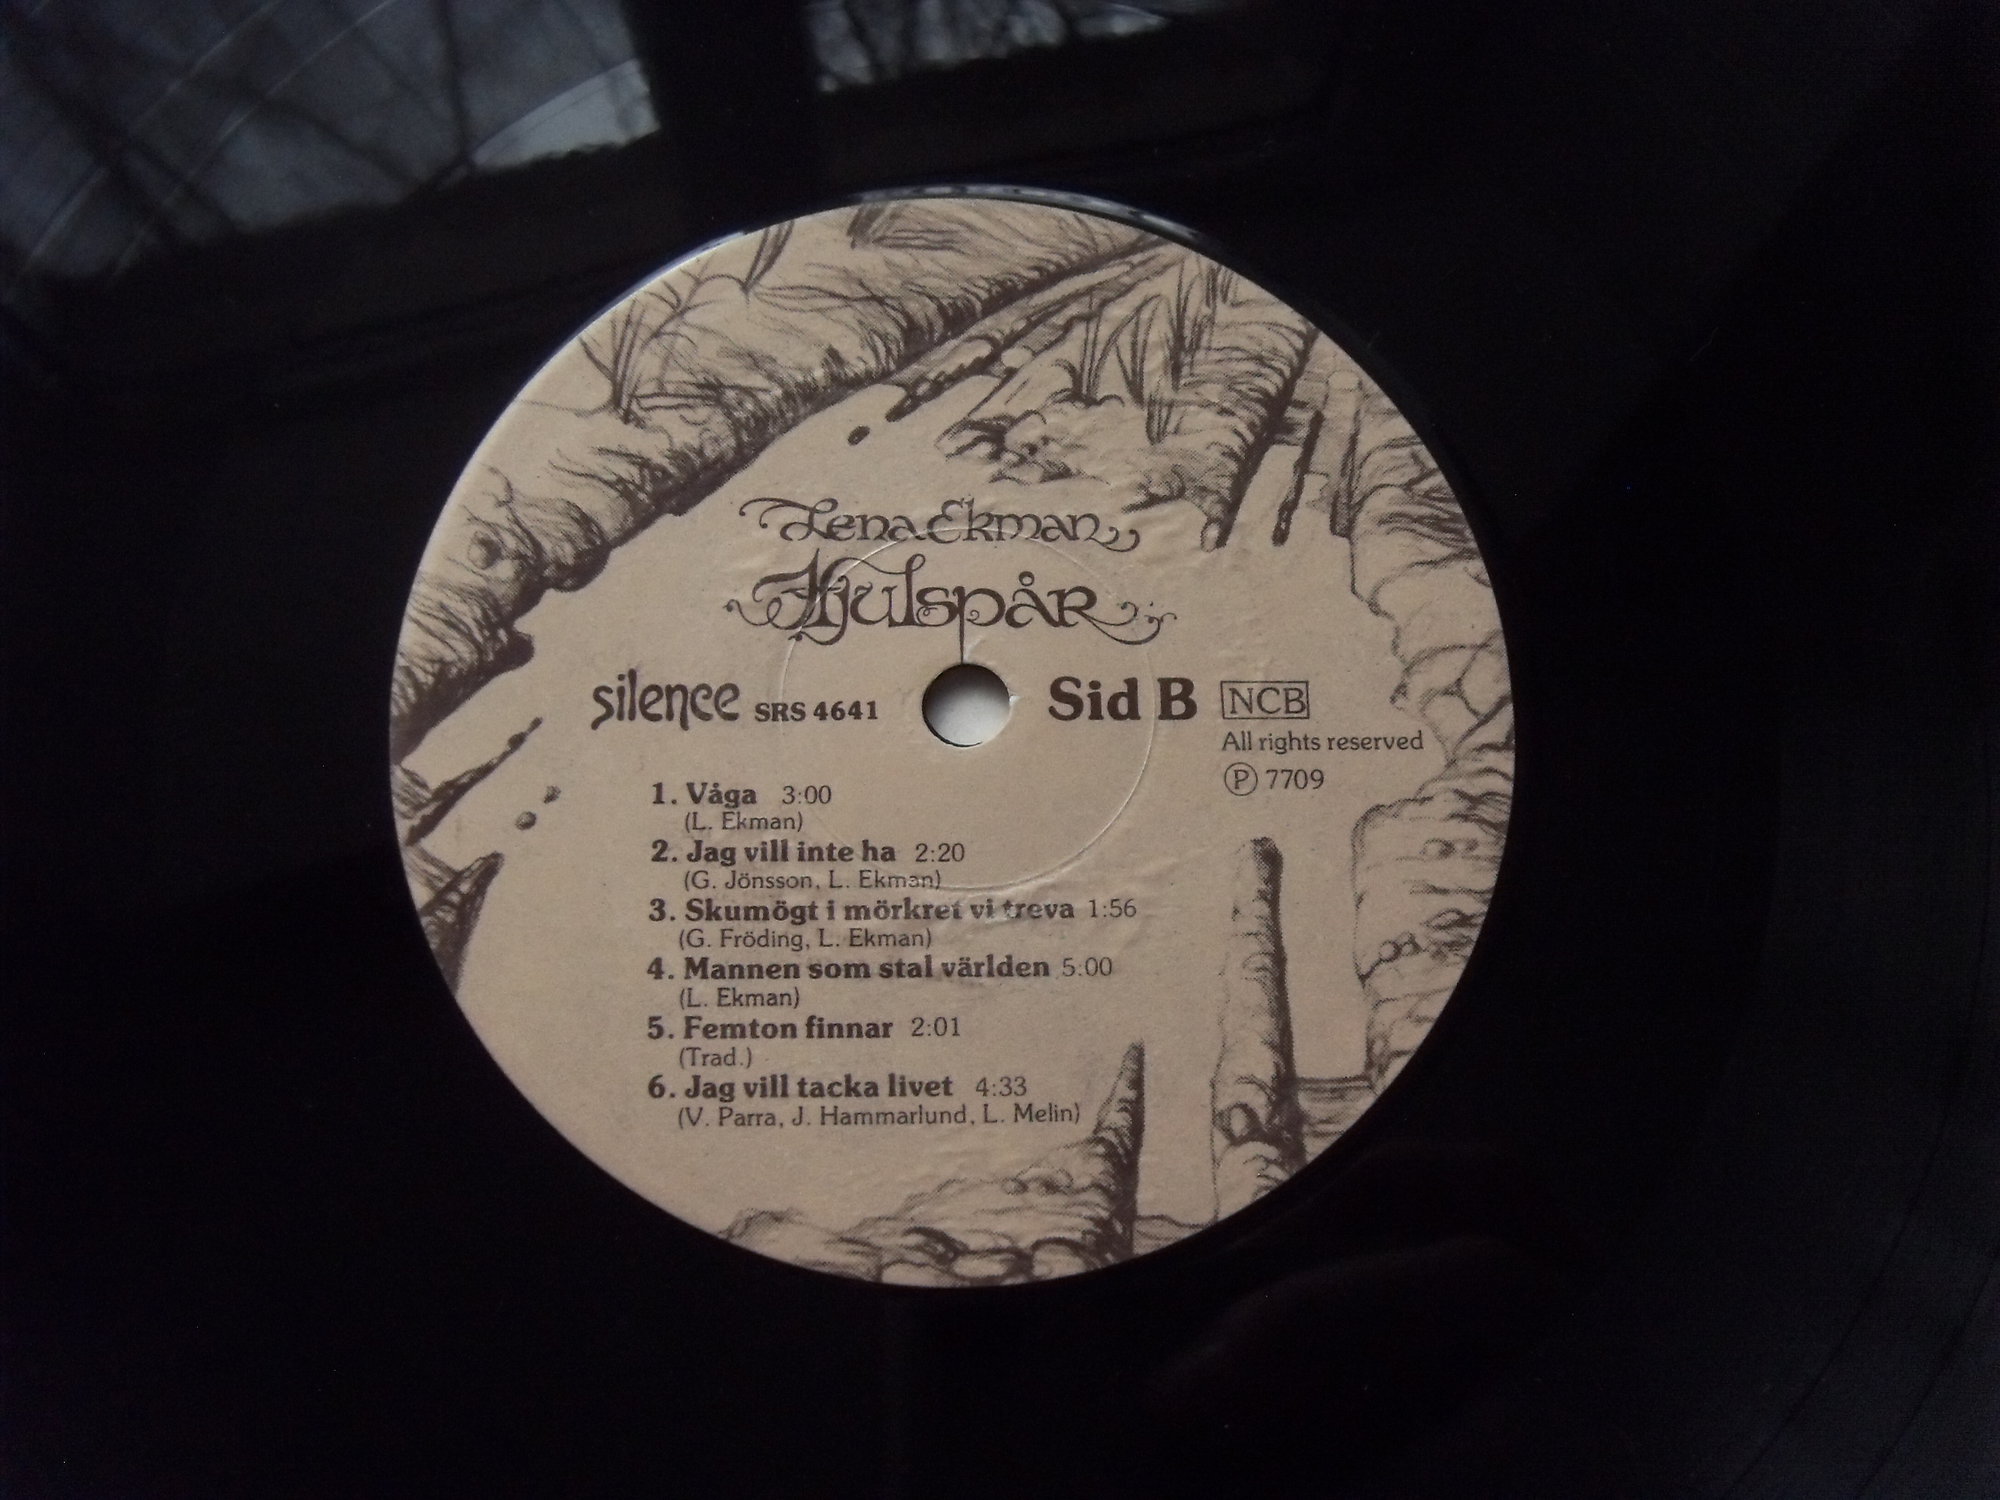 Lena Ekman
Hjulspår
silence SRS 4641 Sid B NCB
All rights reserved
Ⓟ 7709
1. Våga 3:00
(L. Ekman)
2. Jag vill inte ha 2:20
(G. Jönsson, L. Ekman)
3. Skumögt i mörkret vi treva 1:56
(G. Fröding, L. Ekman)
4. Mannen som stal världen 5:00
(L. Ekman)
5. Femton finnar 2:01
(Trad.)
6. Jag vill tacka livet 4:33
(V. Parra, J. Hammarlund, L. Melin)